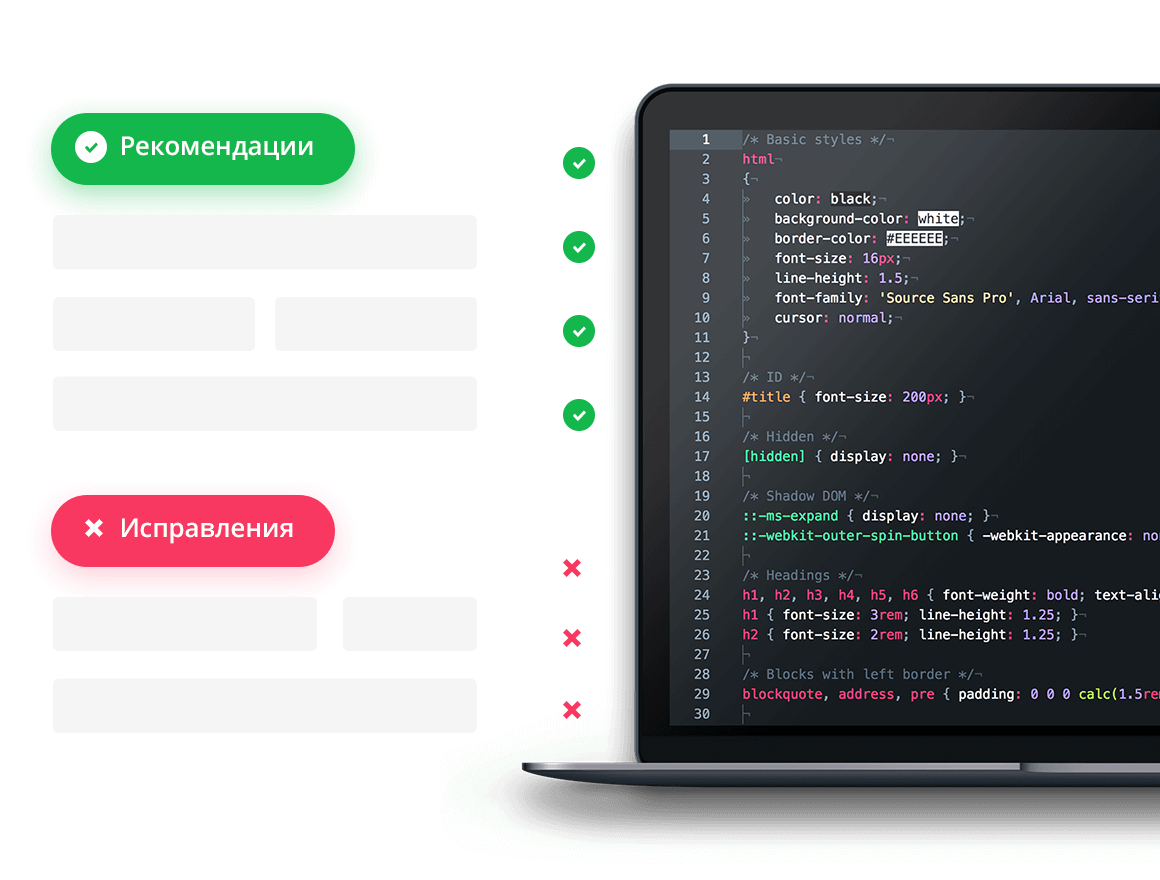 Рекомендации
Исправления
1 /* Basic styles */¬
2 html¬
3 {¬
4 » color: black;¬
5 » background-color: white;¬
6 » border-color: #EEEEEE;¬
7 » font-size: 16px;¬
8 » line-height: 1.5;¬
9 » font-family: 'Source Sans Pro', Arial, sans-seri
10 » cursor: normal;¬
11 }¬
12 ¬
13 /* ID */¬
14 #title { font-size: 200px; }¬
15 ¬
16 /* Hidden */¬
17 [hidden] { display: none; }¬
18 ¬
19 /* Shadow DOM */¬
20 ::-ms-expand { display: none; }¬
21 ::-webkit-outer-spin-button { -webkit-appearance: no
22 ¬
23 /* Headings */¬
24 h1, h2, h3, h4, h5, h6 { font-weight: bold; text-ali
25 h1 { font-size: 3rem; line-height: 1.25; }¬
26 h2 { font-size: 2rem; line-height: 1.25; }¬
27 ¬
28 /* Blocks with left border */¬
29 blockquote, address, pre { padding: 0 0 0 calc(1.5re
30 ¬